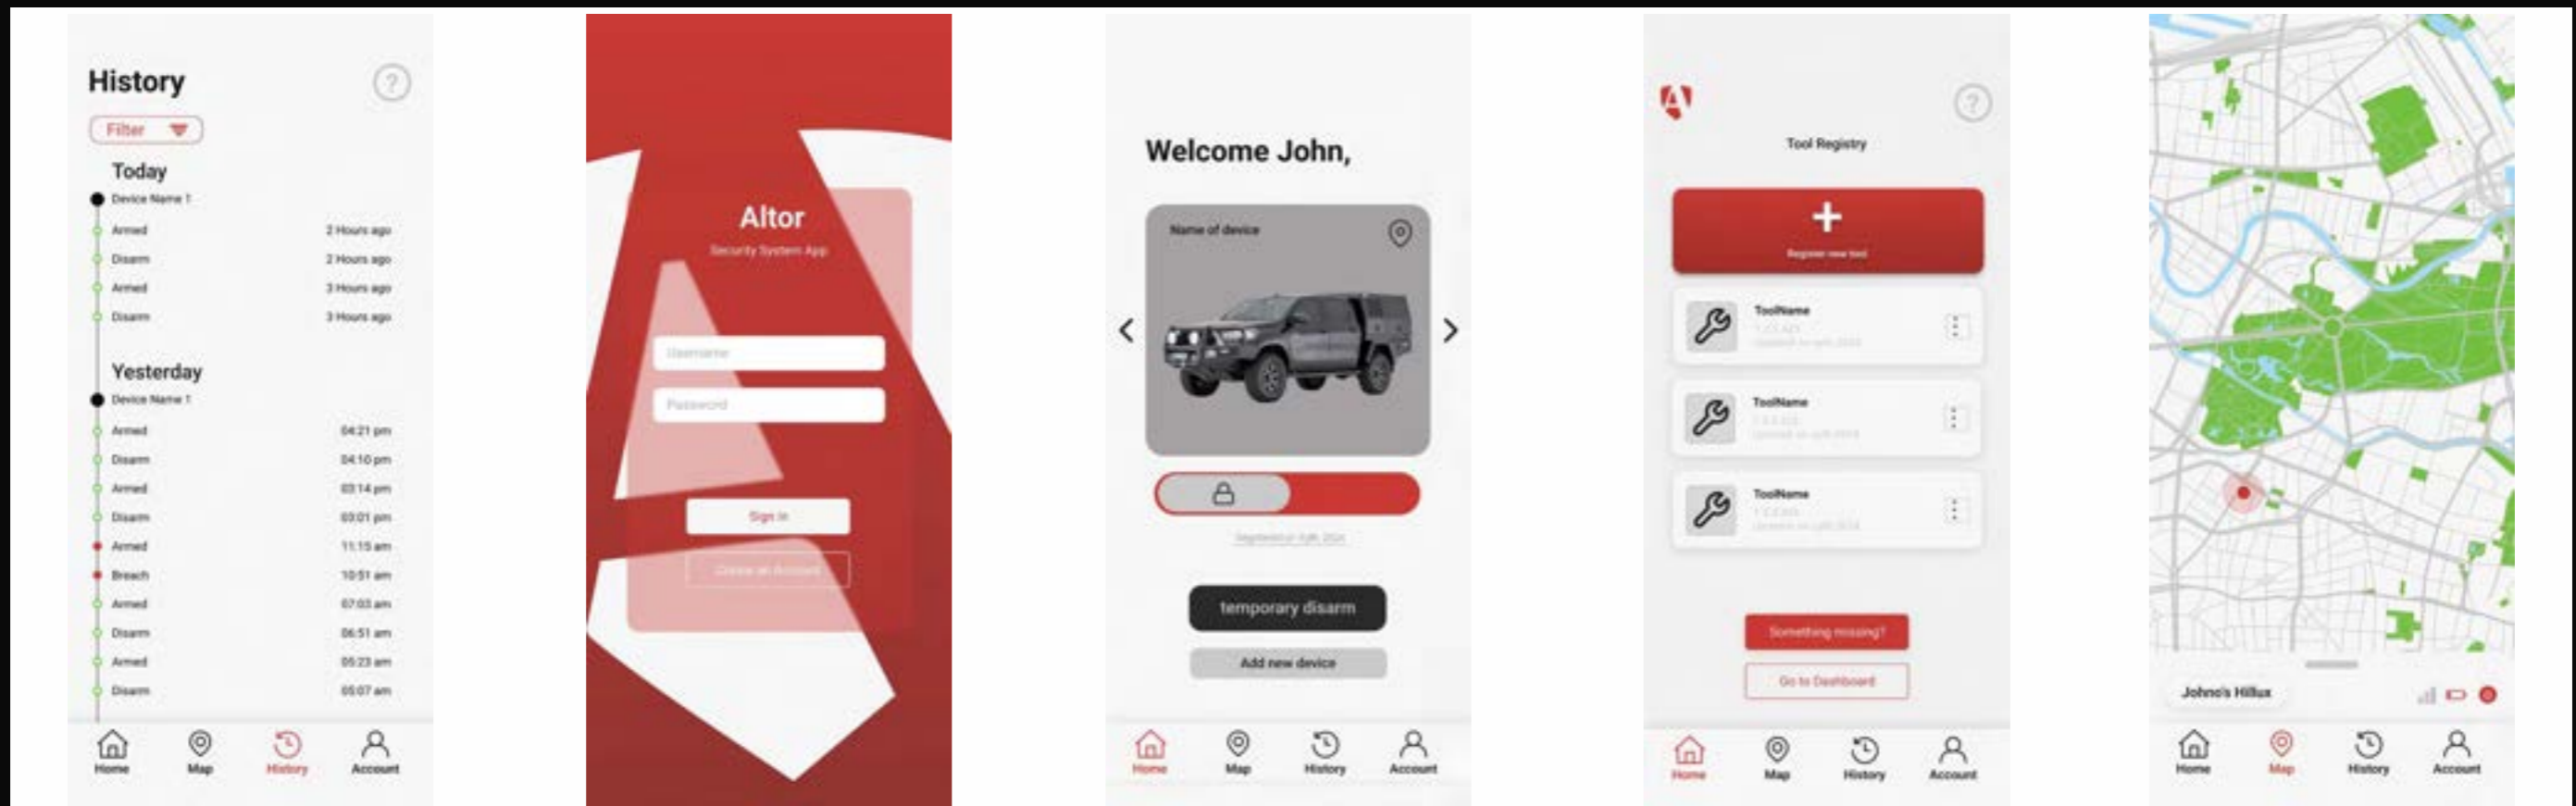 History
?
Filter
Today
Device Name 1
Armed 2 Hours ago
Disarm 2 Hours ago
Armed 3 Hours ago
Disarm 3 Hours ago
Yesterday
Device Name 1
Armed 04:21 pm
Disarm 04:10 pm
Armed 03:14 pm
Disarm 03:01 pm
Armed 11:15 am
Breach 10:51 am
Armed 07:03 am
Disarm 06:51 am
Armed 05:23 am
Disarm 05:07 am
Home Map History Account
Altor
Security System App
Username
Password
Sign in
Create an Account
Welcome John,
Name of device
temporary disarm
Add new device
Home Map History Account
A
?
Tool Registry
+
Register new tool
ToolName
ToolName
ToolName
Something missing?
Go to Dashboard
Home Map History Account
Johno's Hillux
Home Map History Account